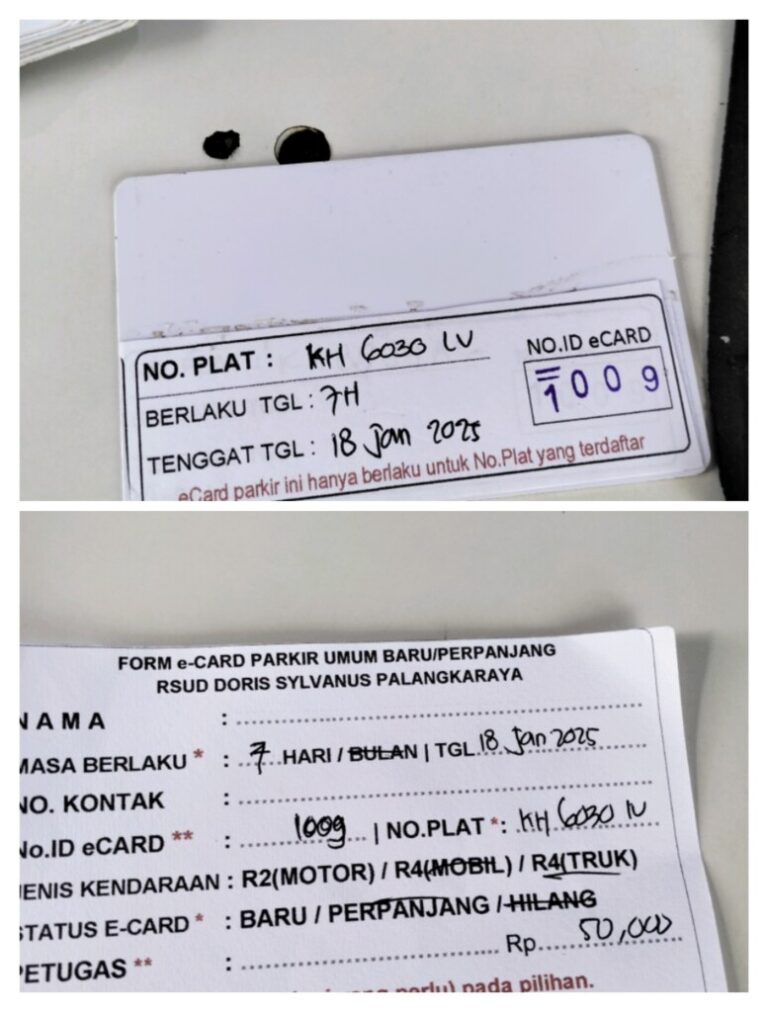 NO. PLAT : KH 6030 LV
NO.ID eCARD
1009
BERLAKU TGL : 7H
TENGGAT TGL : 18 Jan 2025
eCard parkir ini hanya berlaku untuk No.Plat yang terdaftar
FORM e-CARD PARKIR UMUM BARU/PERPANJANG
RSUD DORIS SYLVANUS PALANGKARAYA
NAMA :
MASA BERLAKU * : 7 HARI / BULAN | TGL 18 Jan 2025
NO. KONTAK :
No.ID eCARD ** : 1009 | NO.PLAT *: KH 6030 LV
JENIS KENDARAAN : R2(MOTOR) / R4(MOBIL) / R4(TRUK)
STATUS E-CARD * : BARU / PERPANJANG / HILANG
PETUGAS ** : Rp 50,000
perlu) pada pilihan.